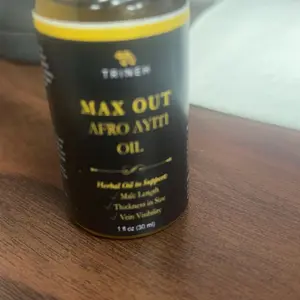 TRINEH
MAX OUT
AFRO AYITI
OIL
Herbal Oil to Support:
✓ Male Length
✓ Thickness in Size
✓ Vein Visibility
1 fl oz (30 ml)